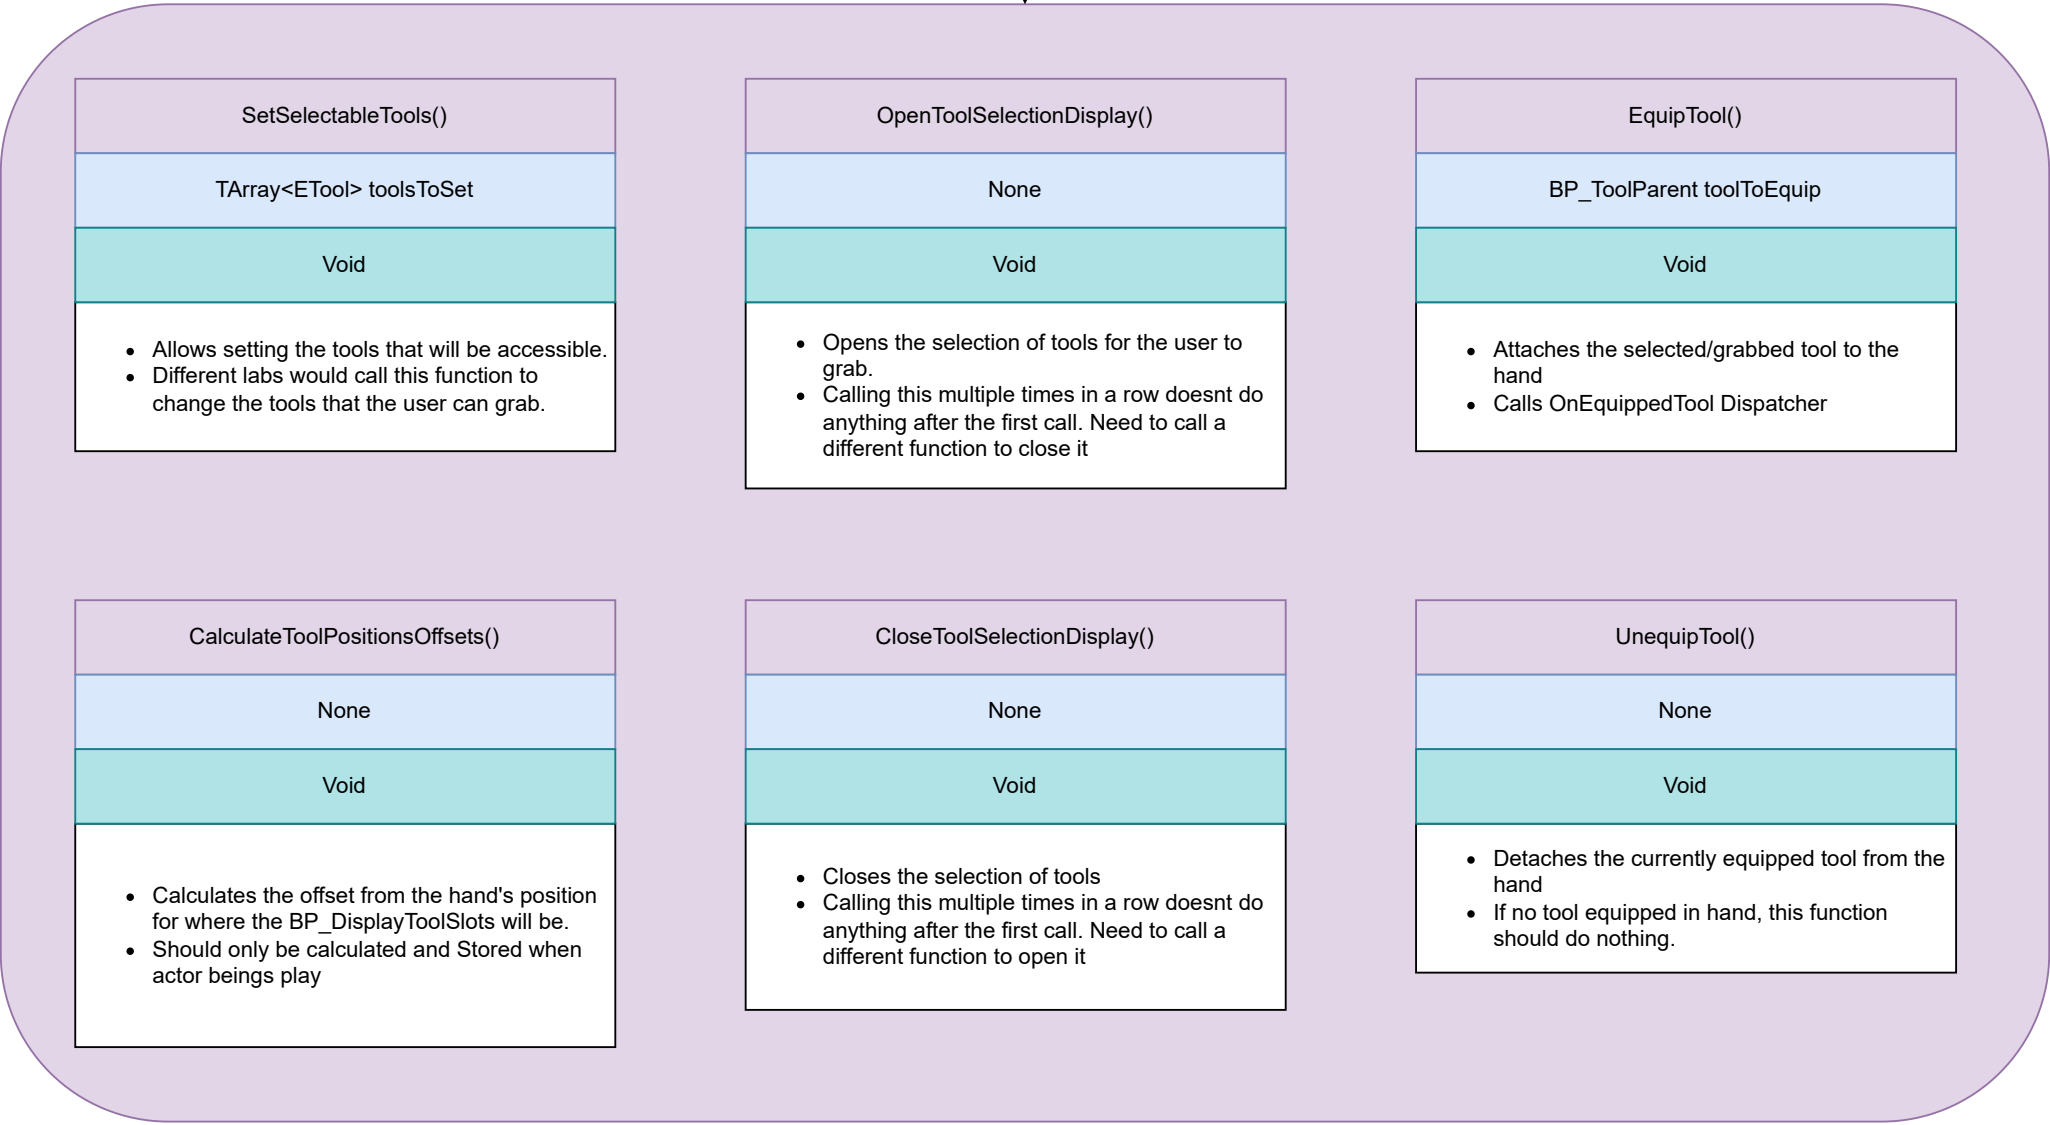 SetSelectableTools()
TArray<ETool> toolsToSet
Void
• Allows setting the tools that will be accessible.
• Different labs would call this function to
change the tools that the user can grab.
OpenToolSelectionDisplay()
None
Void
• Opens the selection of tools for the user to
grab.
• Calling this multiple times in a row doesnt do
anything after the first call. Need to call a
different function to close it
EquipTool()
BP_ToolParent toolToEquip
Void
• Attaches the selected/grabbed tool to the
hand
• Calls OnEquippedTool Dispatcher
CalculateToolPositionsOffsets()
None
Void
• Calculates the offset from the hand's position
for where the BP_DisplayToolSlots will be.
• Should only be calculated and Stored when
actor beings play
CloseToolSelectionDisplay()
None
Void
• Closes the selection of tools
• Calling this multiple times in a row doesnt do
anything after the first call. Need to call a
different function to open it
UnequipTool()
None
Void
• Detaches the currently equipped tool from the
hand
• If no tool equipped in hand, this function
should do nothing.